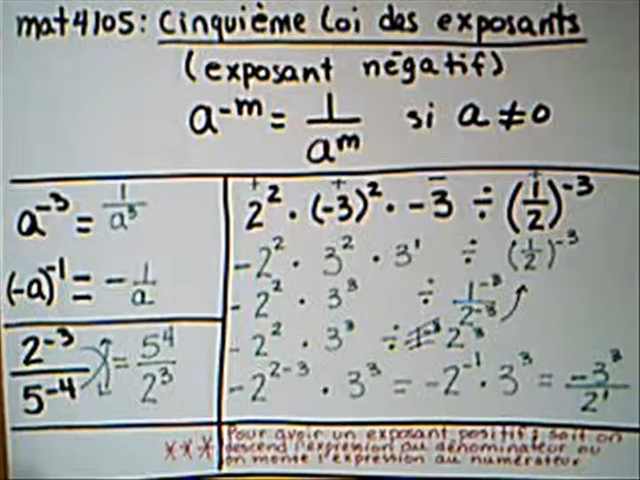 mat4105: Cinquième loi des exposants
(exposant négatif)
a⁻ᵐ = 1/aᵐ si a ≠ 0
a⁻³ = 1/a³
(-a)⁻¹ = - 1/a
2⁻³/5⁻⁴ = 5⁴/2³
2² · (-3)² · -3 ÷ (1/2)⁻³
-2² · 3² · 3¹ ÷ (1/2)⁻³
-2² · 3³ ÷ 1⁻³/2⁻³
-2² · 3³ ÷ 2³
-2²⁻³ · 3³ = -2⁻¹ · 3³ = -3³/2¹
*** Pour avoir un exposant positif; soit on
descend l'expression au dénominateur ou
on monte l'expression au numérateur